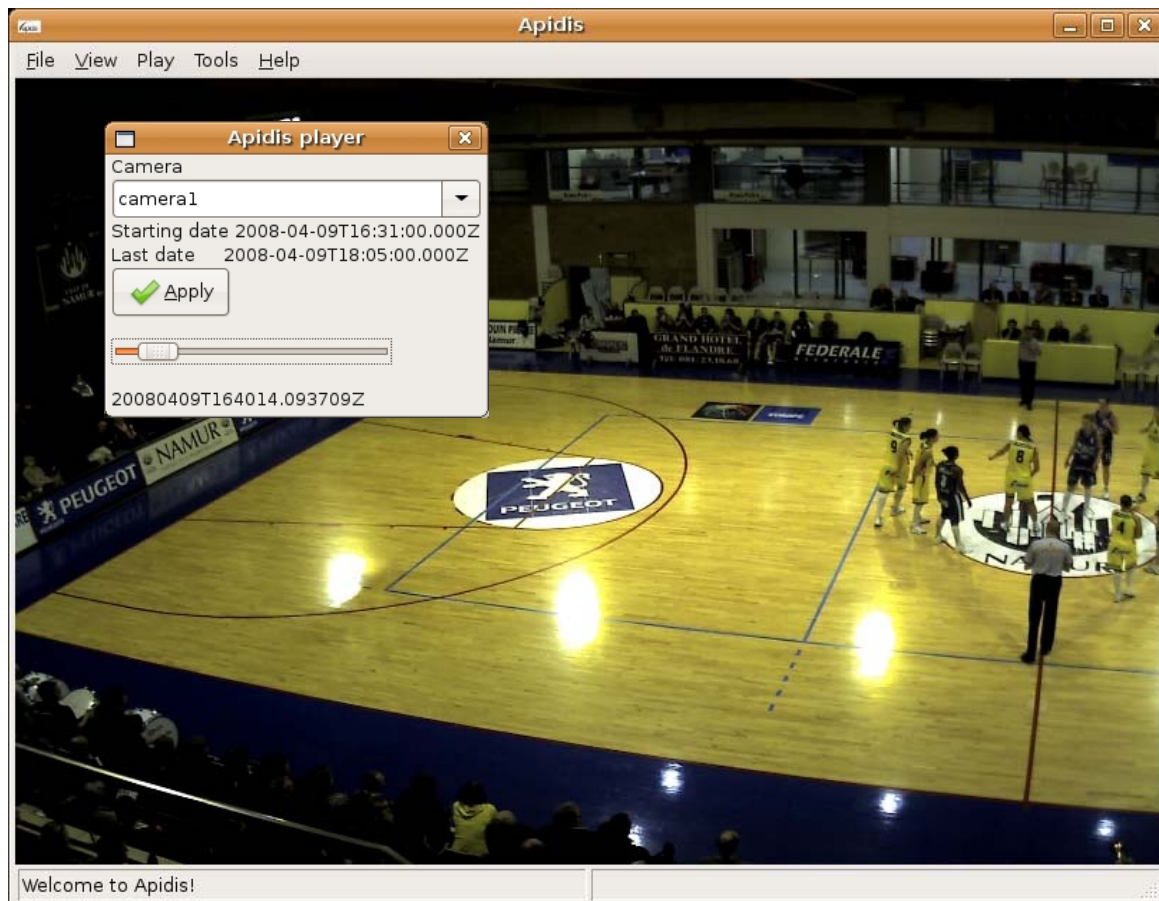 Apidis
File View Play Tools Help
Apidis player
Camera
camera1
Starting date 2008-04-09T16:31:00.000Z
Last date 2008-04-09T18:05:00.000Z
Apply
20080409T164014.093709Z
GRAND HOTEL
de FLANDRE
FEDERALE
NAMUR
PEUGEOT
PEUGEOT
9
8
4
NAMUR
Welcome to Apidis!